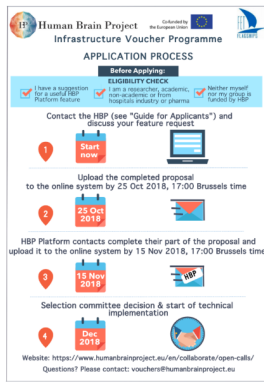 Human Brain Project
Co-funded by
the European Union
FLAGSHIPS
Infrastructure Voucher Programme
APPLICATION PROCESS
Before Applying:
ELIGIBILITY CHECK
I have a suggestion
for a useful HBP
Platform feature
I am a researcher, academic,
non-academic or from
hospitals industry or pharma
Neither myself
nor my group is
funded by HBP
Contact the HBP (see "Guide for Applicants") and
discuss your feature request
1
Start
now
Upload the completed proposal
to the online system by 25 Oct 2018, 17:00 Brussels time
2
25 Oct
2018
HBP Platform contacts complete their part of the proposal and
upload it to the online system by 15 Nov 2018, 17:00 Brussels time
3
15 Nov
2018
HBP
Selection committee decision & start of technical
implementation
4
Dec
2018
Website: https://www.humanbrainproject.eu/en/collaborate/open-calls/
Questions? Please contact: vouchers@humanbrainproject.eu